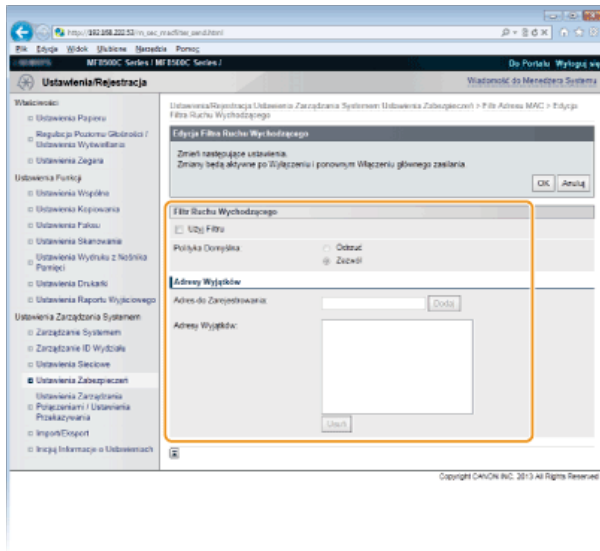 http://192.168.222.53/m_sec_macfilter_send.html
Plik Edycja Widok Ulubione Narzędzia Pomoc
MF8500C Series / MF8500C Series /
Do Portalu Wyloguj się
Ustawienia/Rejestracja
Wiadomość do Menedżera Systemu
Właściwości
Ustawienia Papieru
Regulacja Poziomu Głośności /
Ustawienia Wyświetlania
Ustawienia Zegara
Ustawienia Funkcji
Ustawienia Wspólne
Ustawienia Kopiowania
Ustawienia Faksu
Ustawienia Skanowania
Ustawienia Wydruku z Nośnika
Pamięci
Ustawienia Drukarki
Ustawienia Raportu Wyjściowego
Ustawienia Zarządzania Systemem
Zarządzanie Systemem
Zarządzanie ID Wydziału
Ustawienia Sieciowe
Ustawienia Zabezpieczeń
Ustawienia Zarządzania
Połączeniami / Ustawienia
Przekazywania
Import/Eksport
Inicjuj Informacje o Ustawieniach
Ustawienia/Rejestracja: Ustawienia Zarządzania Systemem: Ustawienia Zabezpieczeń > Filtr Adresu MAC > Edycja
Filtra Ruchu Wychodzącego
Edycja Filtra Ruchu Wychodzącego
Zmień następujące ustawienia.
Zmiany będą aktywne po Wyłączeniu i ponownym Włączeniu głównego zasilania.
OK Anuluj
Filtr Ruchu Wychodzącego
Użyj Filtru
Polityka Domyślna:
Odrzuć
Zezwól
Adresy Wyjątków
Adres do Zarejestrowania:
Dodaj
Adresy Wyjątków:
Usuń
Copyright CANON INC. 2013 All Rights Reserved